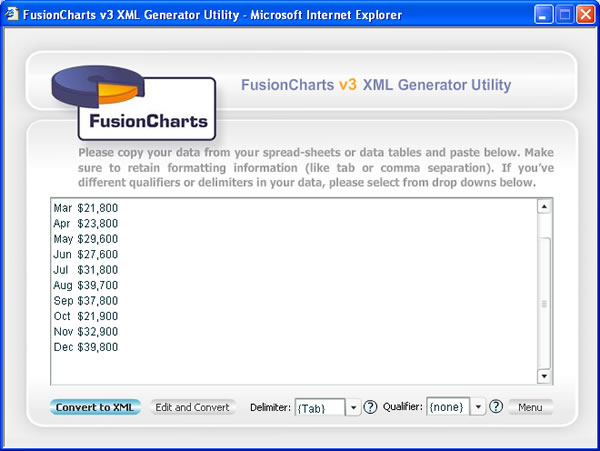 FusionCharts v3 XML Generator Utility - Microsoft Internet Explorer
FusionCharts
FusionCharts v3 XML Generator Utility
Please copy your data from your spread-sheets or data tables and paste below. Make
sure to retain formatting information (like tab or comma separation). If you've
different qualifiers or delimiters in your data, please select from drop downs below.
Mar $21,800
Apr $23,800
May $29,600
Jun $27,600
Jul $31,800
Aug $39,700
Sep $37,800
Oct $21,900
Nov $32,900
Dec $39,800
Convert to XML Edit and Convert Delimiter: {Tab} ? Qualifier: {none} ? Menu